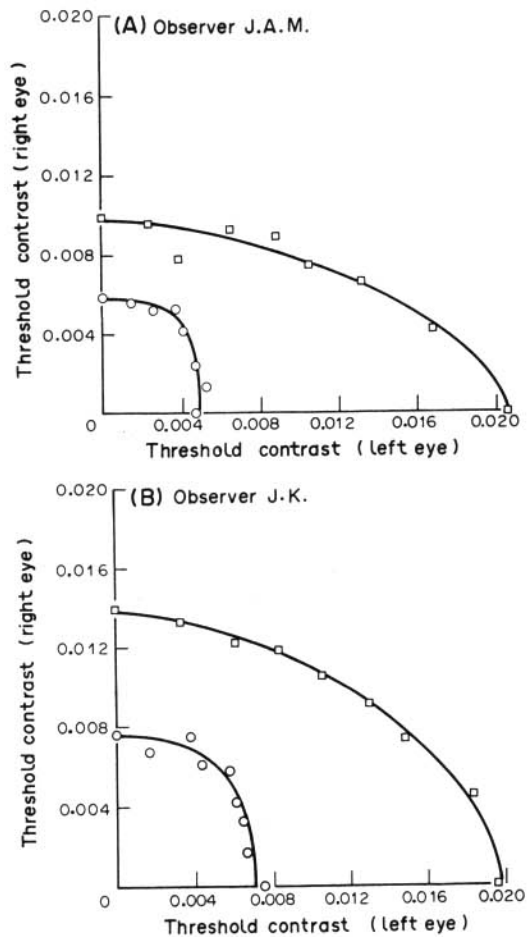 (A) Observer J.A.M.
0.020
0.016
0.012
0.008
0.004
Threshold contrast (right eye)
0 0.004 0.008 0.012 0.016 0.020
Threshold contrast (left eye)
(B) Observer J.K.
0.020
0.016
0.012
0.008
0.004
Threshold contrast (right eye)
0 0.004 0.008 0.012 0.016 0.020
Threshold contrast (left eye)